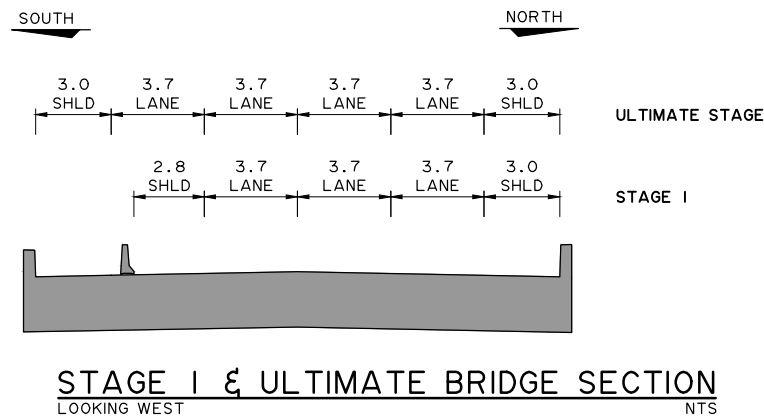 SOUTH NORTH
3.0 3.7 3.7 3.7 3.7 3.0
SHLD LANE LANE LANE LANE SHLD
ULTIMATE STAGE
2.8 3.7 3.7 3.7 3.0
SHLD LANE LANE LANE SHLD
STAGE I
STAGE I & ULTIMATE BRIDGE SECTION
LOOKING WEST NTS